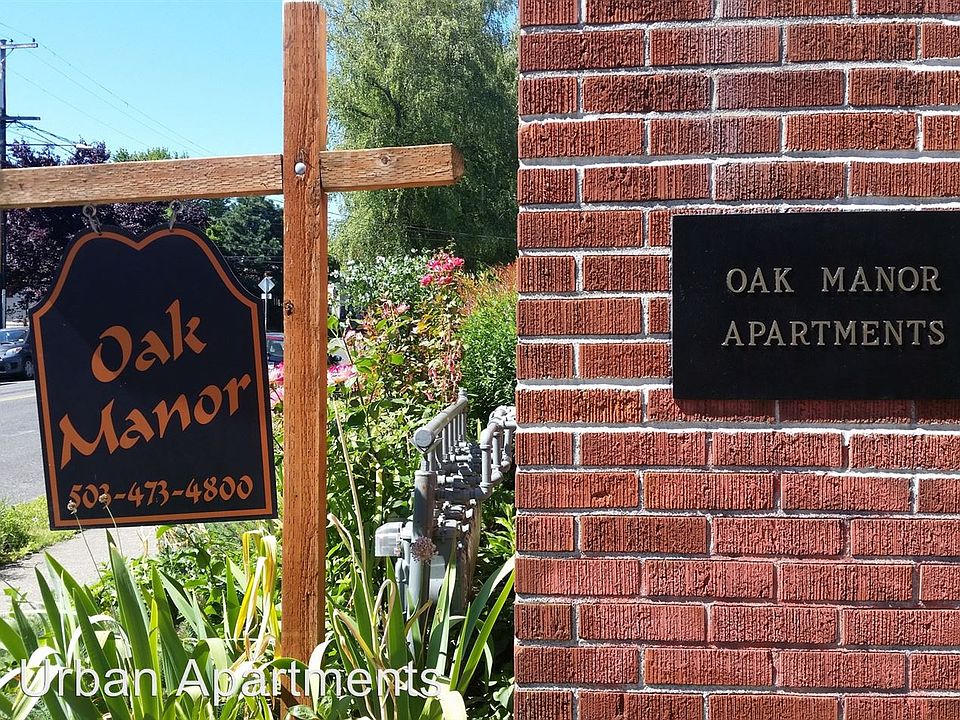 Oak
Manor
503-473-4800
OAK MANOR
APARTMENTS
Urban Apartments